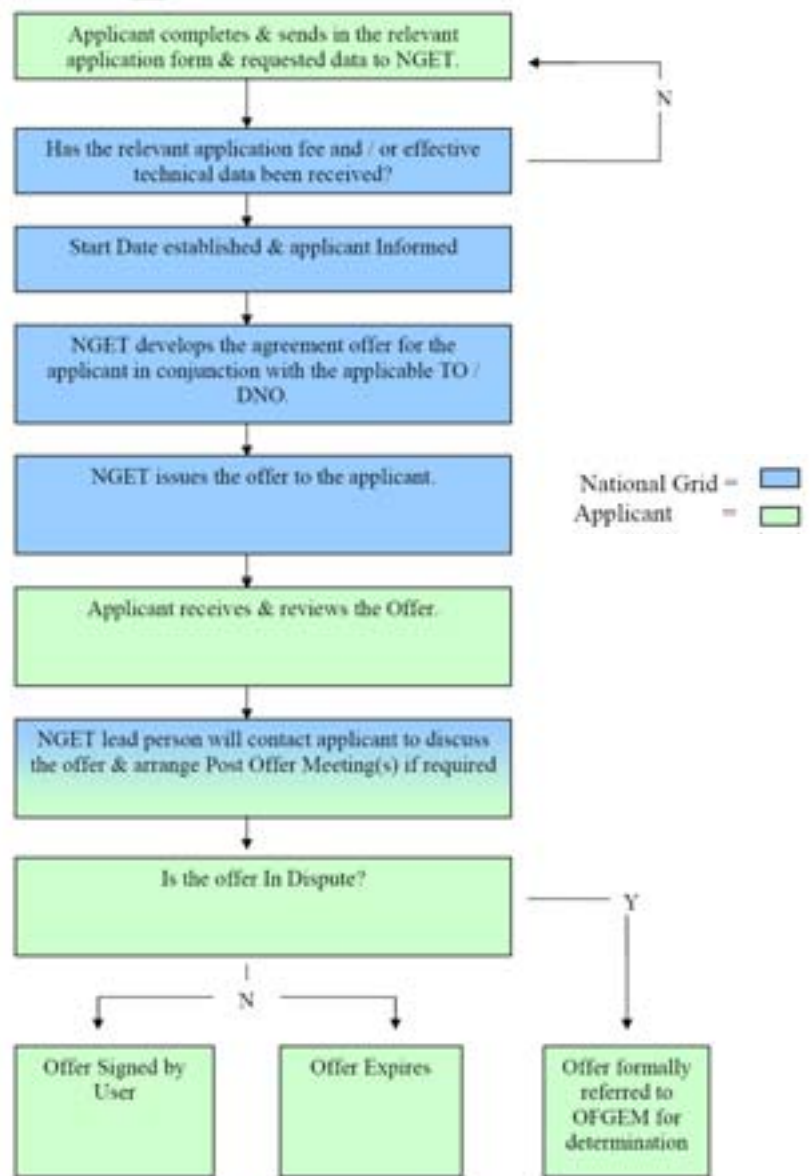 Applicant completes & sends in the relevant
application form & requested data to NGET.
N
Has the relevant application fee and / or effective
technical data been received?
Start Date established & applicant Informed
NGET develops the agreement offer for the
applicant in conjunction with the applicable TO /
DNO.
NGET issues the offer to the applicant.
National Grid =
Applicant =
Applicant receives & reviews the Offer.
NGET lead person will contact applicant to discuss
the offer & arrange Post Offer Meeting(s) if required
Is the offer In Dispute?
Y
N
Offer Signed by
User
Offer Expires
Offer formally
referred to
OFGEM for
determination